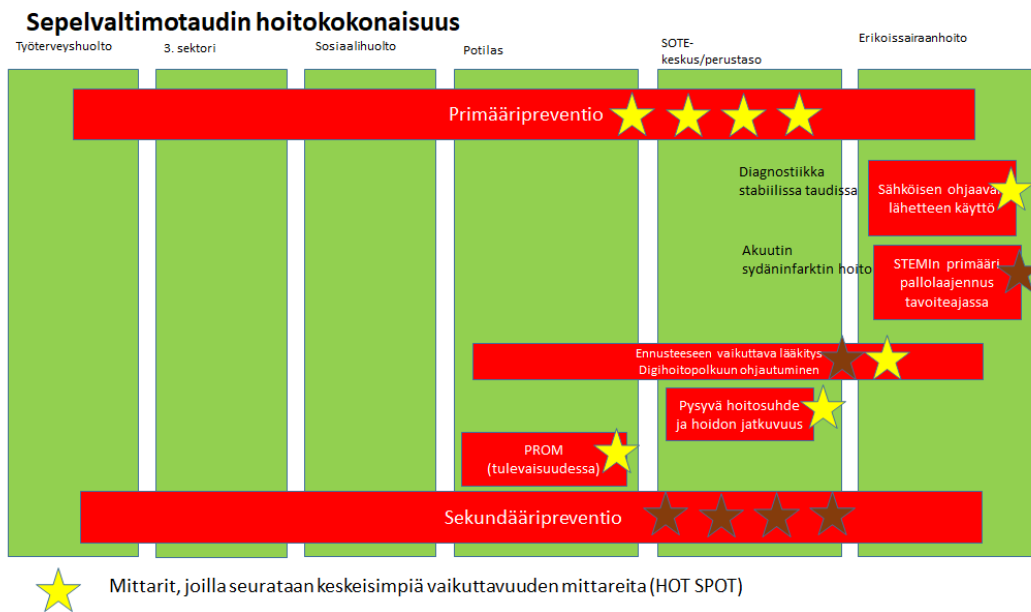 Sepelvaltimotaudin hoitokokonaisuus
Työterveyshuolto
3. sektori
Sosiaalihuolto
Potilas
SOTE-
keskus/perustaso
Erikoissairaanhoito
Primääripreventio
Diagnostiikka
stabiilissa taudissa
Sähköisen ohjaavan
lähetteen käyttö
Akuutin
sydäninfarktin hoito
STEMIn primääri
pallolaajennus
tavoiteajassa
Ennusteeseen vaikuttava lääkitys
Digihoitopolkuun ohjautuminen
Pysyvä hoitosuhde
ja hoidon jatkuvuus
PROM
(tulevaisuudessa)
Sekundääripreventio
Mittarit, joilla seurataan keskeisimpiä vaikuttavuuden mittareita (HOT SPOT)